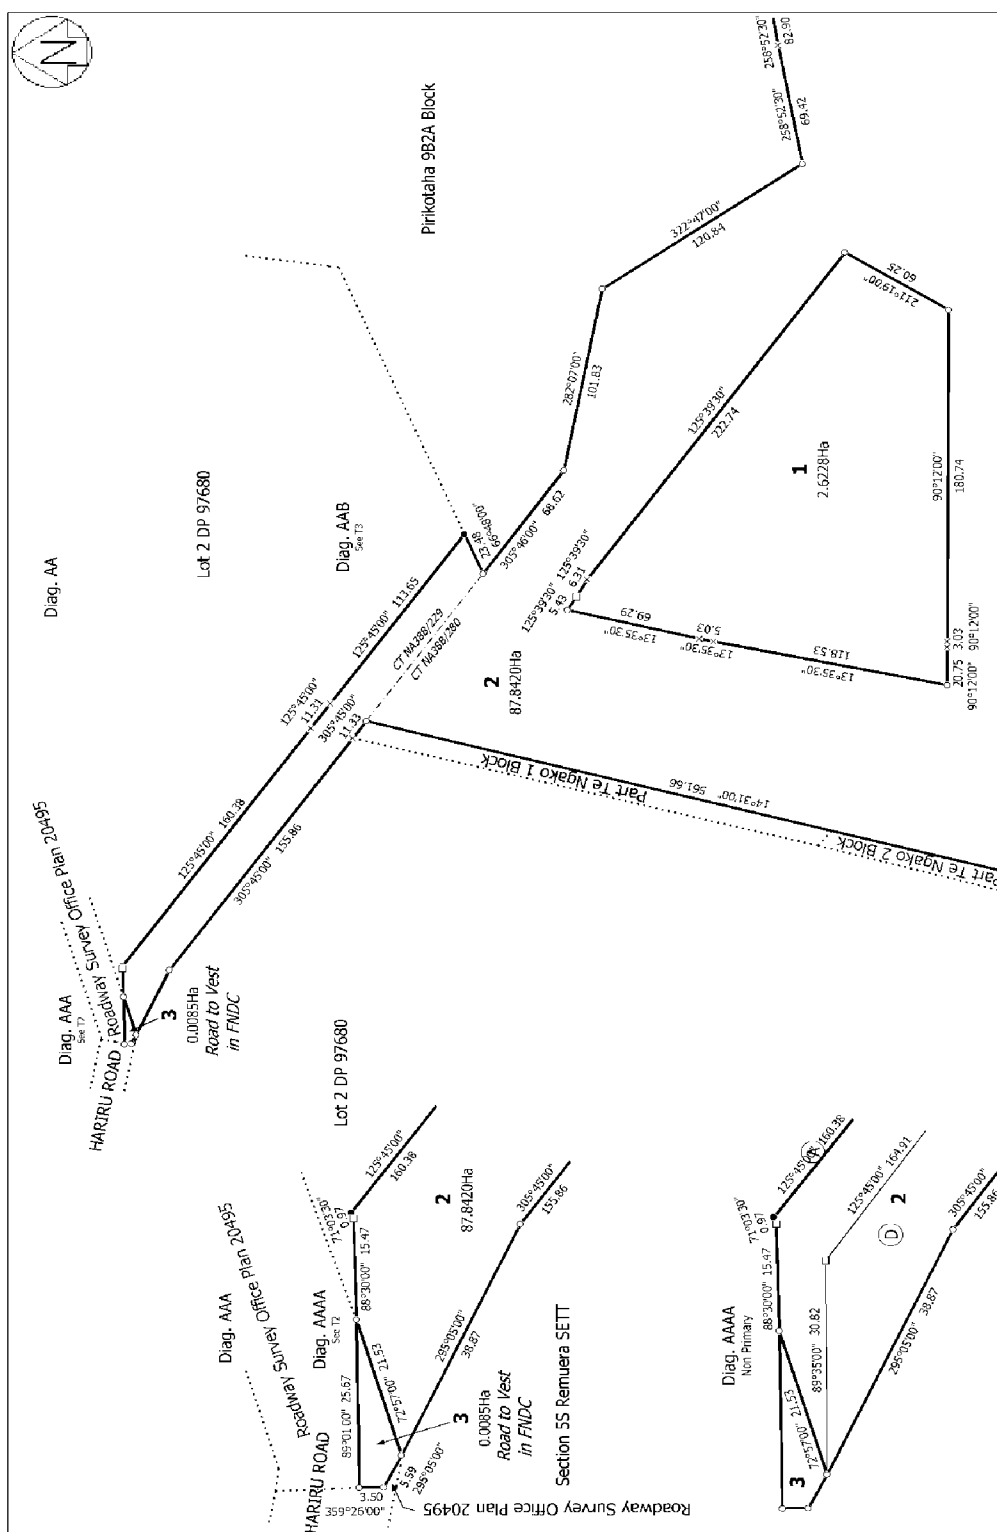 N
Diag. AA
Lot 2 DP 97680
Pirikotaha 9B2A Block
Diag. AAB
See T3
258°52'30"
82.90
258°52'30"
69.42
322°47'00"
120.84
282°07'00"
101.83
305°46'00"
68.62
23.48
66°48'00"
125°45'00" 113.65
CT NA38B/229
CT NA38B/280
125°45'00"
11.31
305°45'00"
11.33
125°45'00" 160.38
305°45'00" 155.86
2
87.8420Ha
125°39'30"
222.74
125°39'30"
6.31
125°39'30"
5.43
13°35'30" 69.29
5.03
13°35'30"
13°35'30" 118.53
1
2.6228Ha
211°19'00"
60.25
90°12'00"
180.74
3.03
90°12'00"
20.75
90°12'00"
Part Te Ngako 1 Block
14°31'00" 561.66
Part Te Ngako 2 Block
Roadway Survey Office Plan 20495
Diag. AAA
See T2
HARIRU ROAD
3
0.0085Ha
Road to Vest
in FNDC
Lot 2 DP 97680
Diag. AAA
Roadway Survey Office Plan 20495
Diag. AAAA
See T2
HARIRU ROAD
71°03'30"
0.97
125°45'00"
160.38
88°30'00" 15.47
89°01'00" 25.67
72°57'00" 21.53
2
87.8420Ha
305°45'00"
155.86
295°05'00"
38.87
3
0.0085Ha
Road to Vest
in FNDC
3.50
5.59
295°05'00"
Section 5S Remuera SETT
Roadway Survey Office Plan 20495
Diag. AAAA
Non Primary
71°03'30"
0.97
125°45'00"
160.38
88°30'00" 15.47
125°45'00" 164.91
89°35'00" 30.82
72°57'00" 21.53
D
2
3
305°45'00"
155.86
295°05'00"
38.87